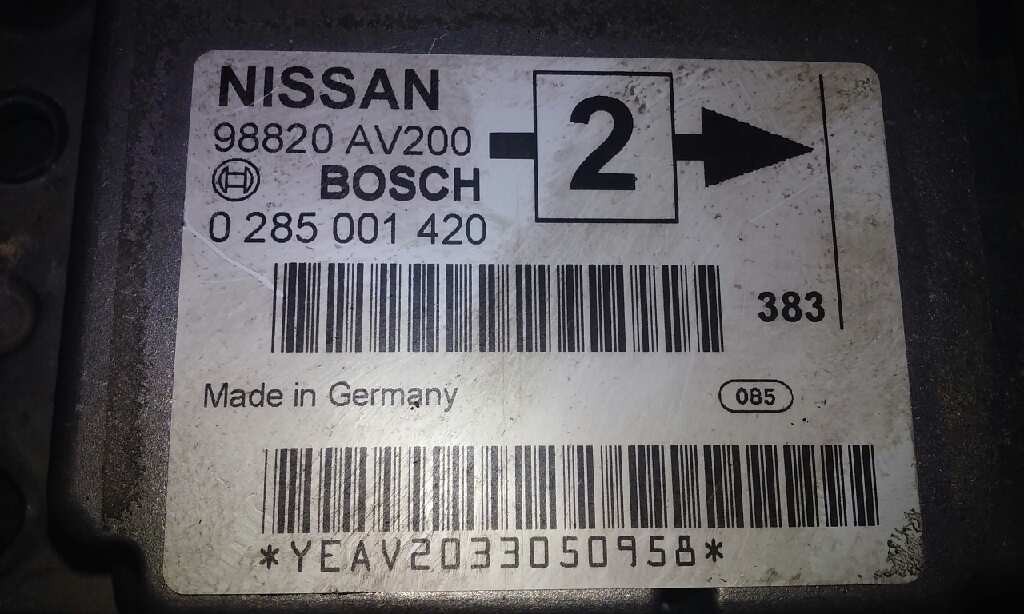 NISSAN
98820 AV200
2
BOSCH
0 285 001 420
383
Made in Germany
085
*YEAV2033050958*